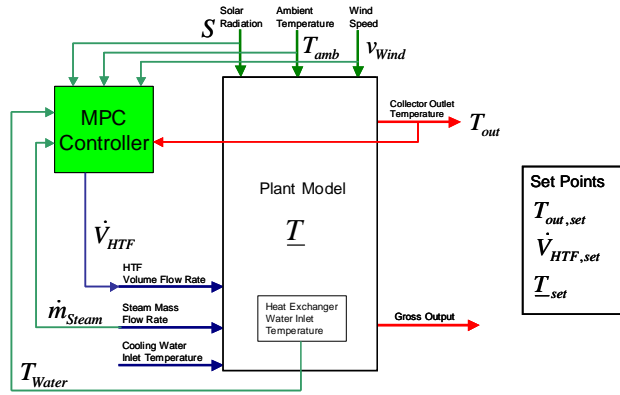 Solar
Radiation
Ambient
Temperature
Wind
Speed
S
T_amb
v_Wind
MPC
Controller
Collector Outlet
Temperature
T_out
Plant Model
T
Set Points
T_out,set
V̇_HTF,set
T_set
V̇_HTF
HTF
Volume Flow Rate
ṁ_Steam
Steam Mass
Flow Rate
Heat Exchanger
Water Inlet
Temperature
Gross Output
Cooling Water
Inlet Temperature
T_Water